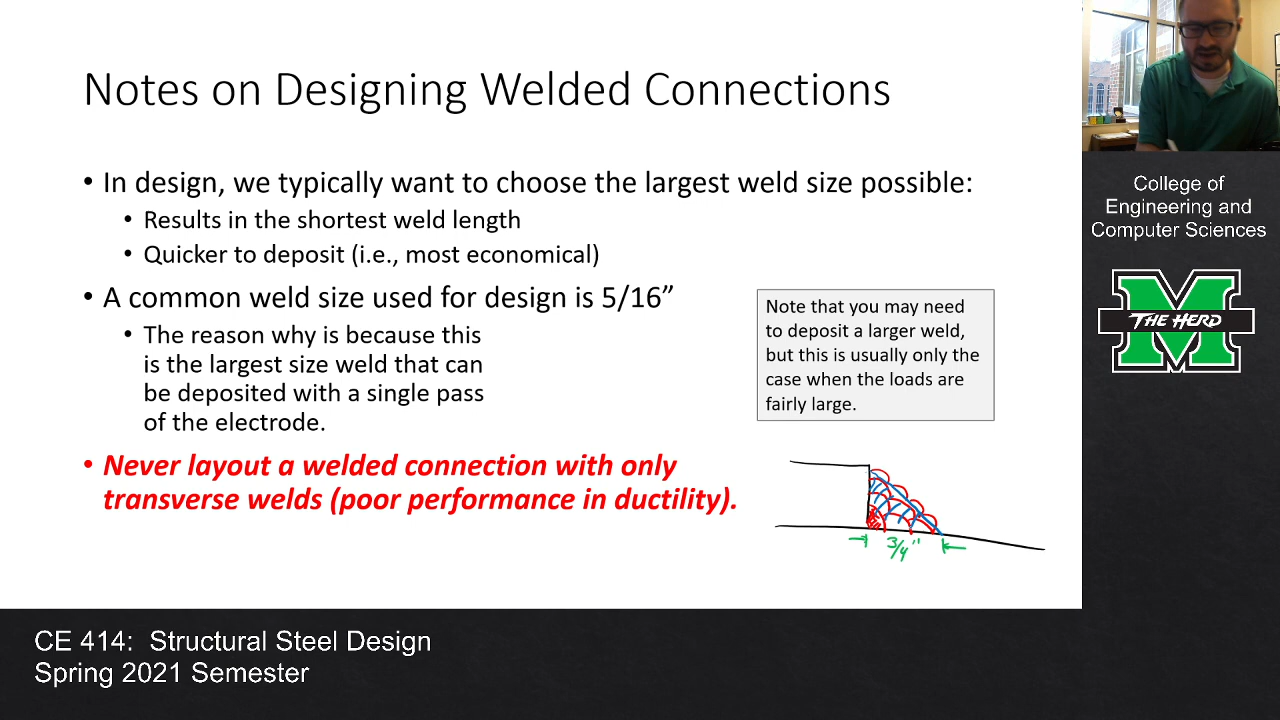 Notes on Designing Welded Connections
• In design, we typically want to choose the largest weld size possible:
• Results in the shortest weld length
• Quicker to deposit (i.e., most economical)
• A common weld size used for design is 5/16”
• The reason why is because this
is the largest size weld that can
be deposited with a single pass
of the electrode.
Note that you may need
to deposit a larger weld,
but this is usually only the
case when the loads are
fairly large.
• Never layout a welded connection with only
transverse welds (poor performance in ductility).
3/4"
College of
Engineering and
Computer Sciences
M
THE HERD
CE 414:  Structural Steel Design
Spring 2021 Semester